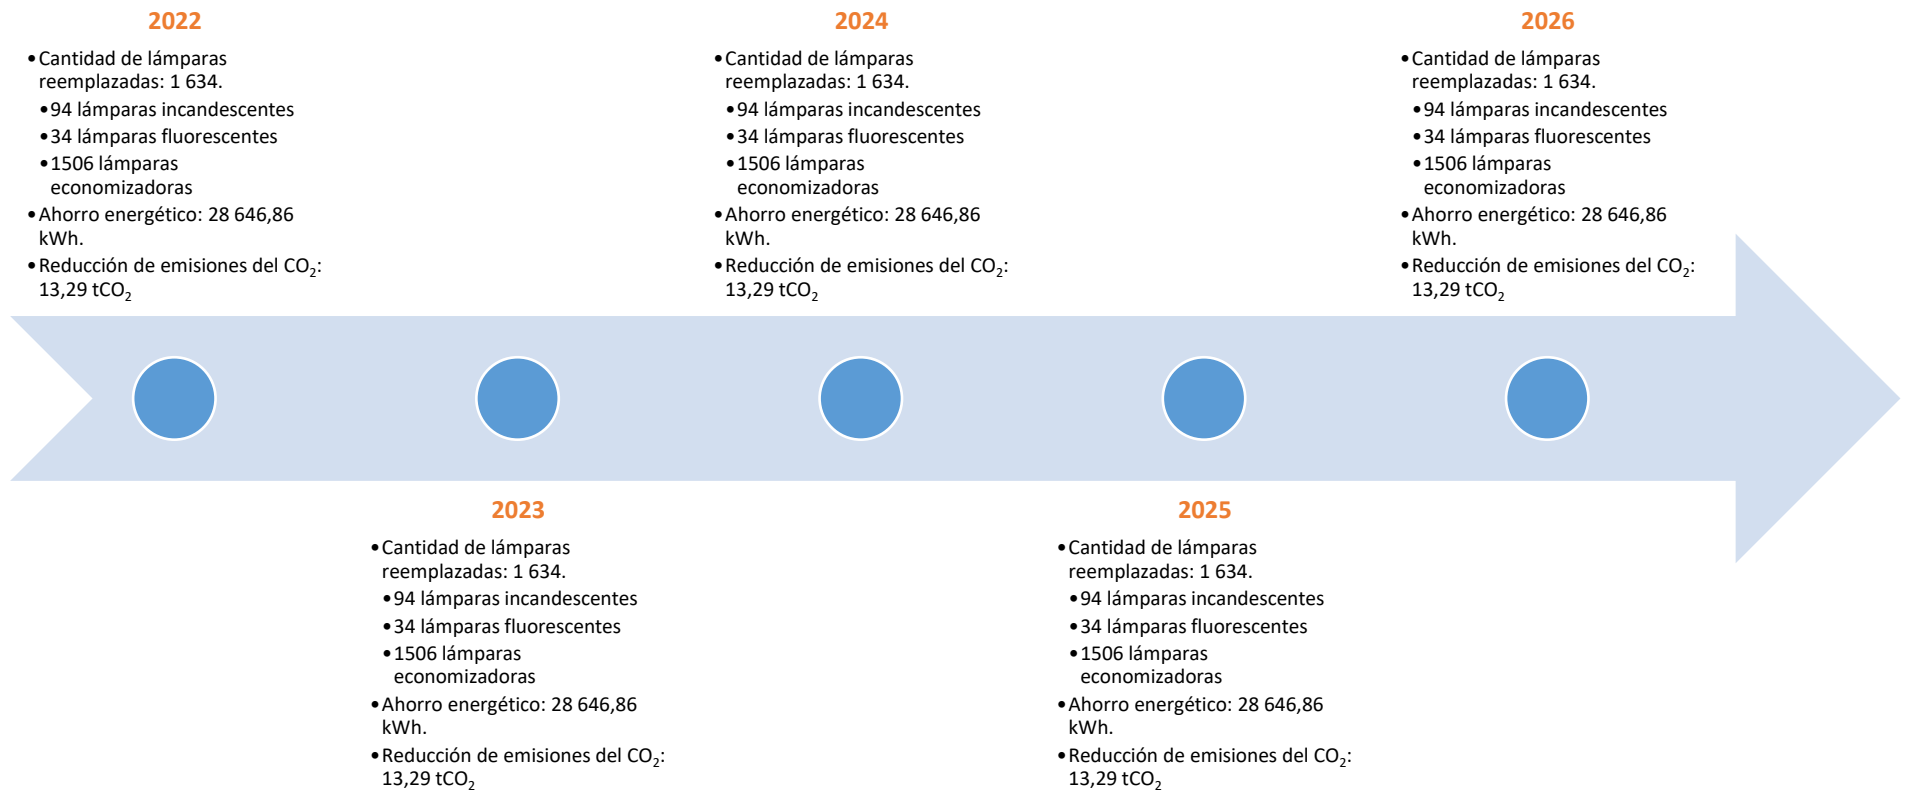 2022
•Cantidad de lámparas
reemplazadas: 1 634.
•94 lámparas incandescentes
•34 lámparas fluorescentes
•1506 lámparas
economizadoras
•Ahorro energético: 28 646,86
kWh.
•Reducción de emisiones del CO₂:
13,29 tCO₂
2023
•Cantidad de lámparas
reemplazadas: 1 634.
•94 lámparas incandescentes
•34 lámparas fluorescentes
•1506 lámparas
economizadoras
•Ahorro energético: 28 646,86
kWh.
•Reducción de emisiones del CO₂:
13,29 tCO₂
2024
•Cantidad de lámparas
reemplazadas: 1 634.
•94 lámparas incandescentes
•34 lámparas fluorescentes
•1506 lámparas
economizadoras
•Ahorro energético: 28 646,86
kWh.
•Reducción de emisiones del CO₂:
13,29 tCO₂
2025
•Cantidad de lámparas
reemplazadas: 1 634.
•94 lámparas incandescentes
•34 lámparas fluorescentes
•1506 lámparas
economizadoras
•Ahorro energético: 28 646,86
kWh.
•Reducción de emisiones del CO₂:
13,29 tCO₂
2026
•Cantidad de lámparas
reemplazadas: 1 634.
•94 lámparas incandescentes
•34 lámparas fluorescentes
•1506 lámparas
economizadoras
•Ahorro energético: 28 646,86
kWh.
•Reducción de emisiones del CO₂:
13,29 tCO₂